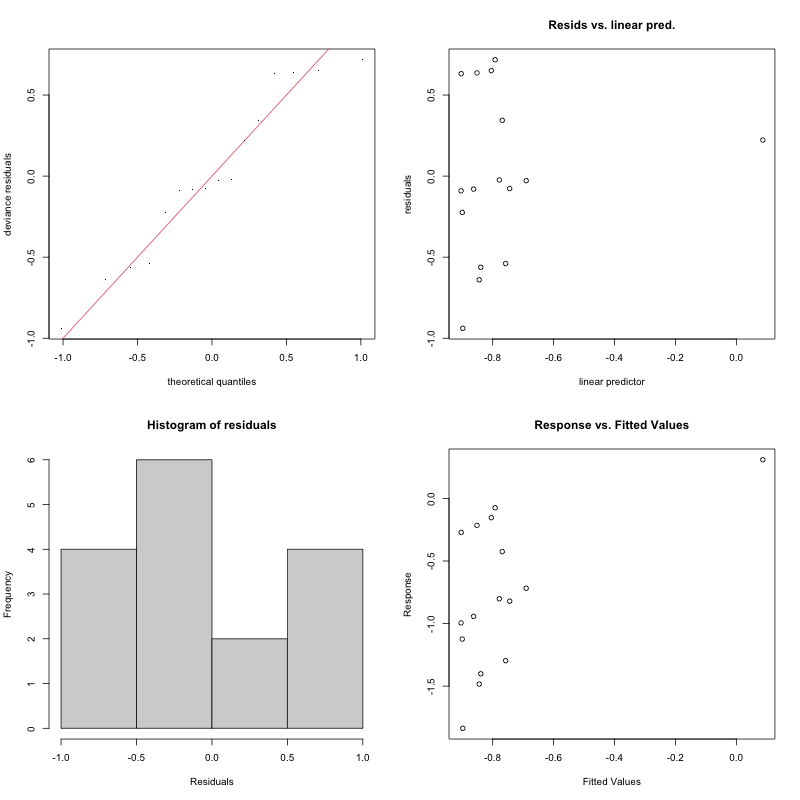 deviance residuals
0.5
0.0
-0.5
-1.0
-1.0 -0.5 0.0 0.5 1.0
theoretical quantiles
Resids vs. linear pred.
residuals
0.5
0.0
-0.5
-1.0
-0.8 -0.6 -0.4 -0.2 0.0
linear predictor
Histogram of residuals
Frequency
6
5
4
3
2
1
0
-1.0 -0.5 0.0 0.5 1.0
Residuals
Response vs. Fitted Values
Response
0.0
-0.5
-1.0
-1.5
-0.8 -0.6 -0.4 -0.2 0.0
Fitted Values